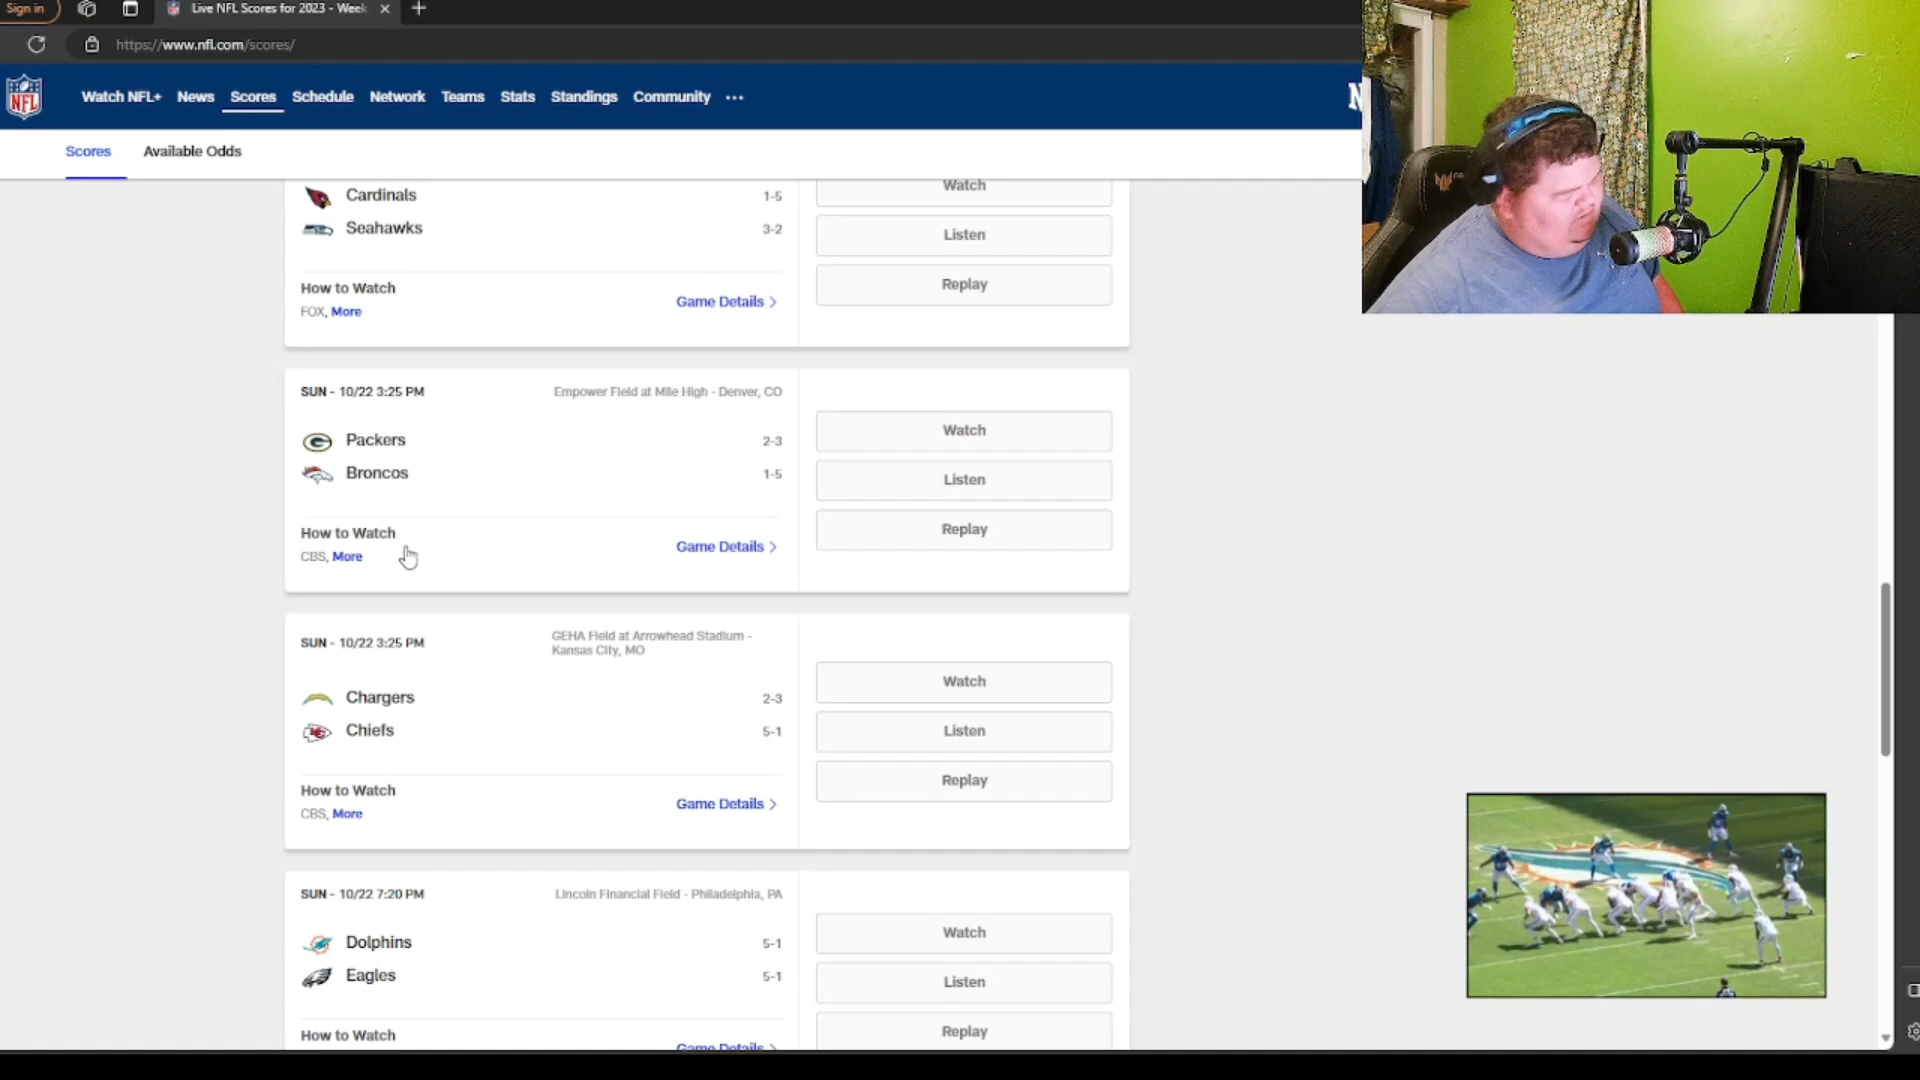 Sign in
Live NFL Scores for 2023 - Week
https://www.nfl.com/scores/
NFL
Watch NFL+ News Scores Schedule Network Teams Stats Standings Community ...
N
Scores Available Odds
Cardinals 1-5
Seahawks 3-2
How to Watch
FOX, More
Game Details >
Watch
Listen
Replay
SUN - 10/22 3:25 PM Empower Field at Mile High - Denver, CO
Packers 2-3
Broncos 1-5
How to Watch
CBS, More
Game Details >
Watch
Listen
Replay
SUN - 10/22 3:25 PM GEHA Field at Arrowhead Stadium -
Kansas City, MO
Chargers 2-3
Chiefs 5-1
How to Watch
CBS, More
Game Details >
Watch
Listen
Replay
SUN - 10/22 7:20 PM Lincoln Financial Field - Philadelphia, PA
Dolphins 5-1
Eagles 5-1
How to Watch
Game Details >
Watch
Listen
Replay